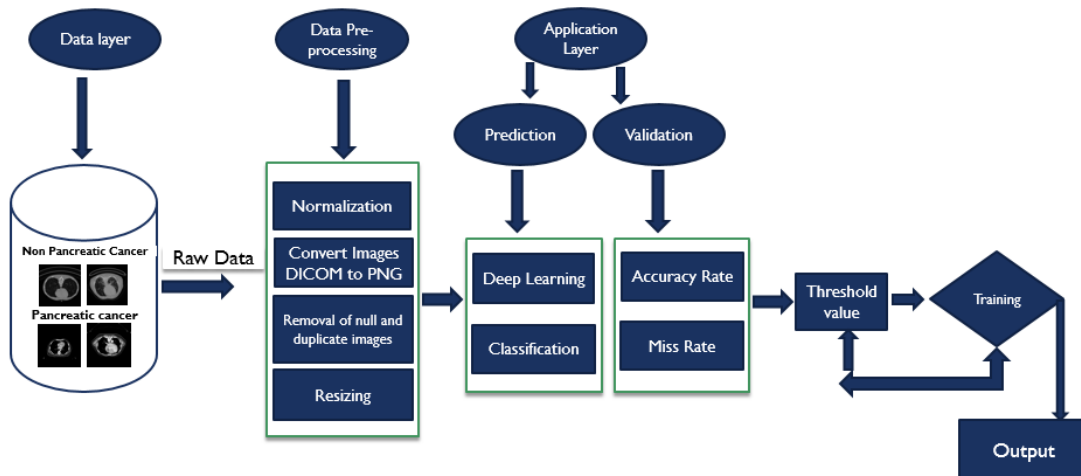 Data layer
Data Pre-
processing
Application
Layer
Prediction
Validation
Non Pancreatic Cancer
Pancreatic cancer
Raw Data
Normalization
Convert Images
DICOM to PNG
Removal of null and
duplicate images
Resizing
Deep Learning
Classification
Accuracy Rate
Miss Rate
Threshold
value
Training
Output